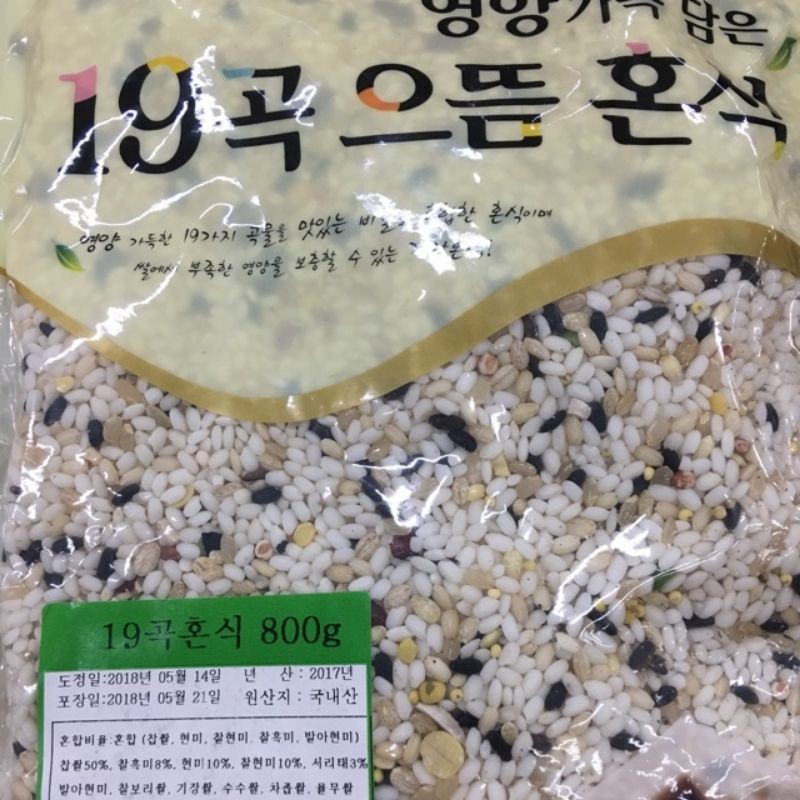 영양 가득 담은
19곡 으뜸 혼식
영양 가득한 19가지 곡물을 맛있는 혼합한 혼식이며
쌀에서 부족한 영양을 보충할 수 있는
19곡혼식 800g
도정일:2018년 05월 14일 년 산 : 2017년
포장일:2018년 05월 21일 원산지 : 국내산
혼합비율:혼합 (찹쌀, 현미, 찰현미, 찰흑미, 발아현미)
찹쌀50%, 찰흑미8%, 현미10%, 찰현미10%, 서리태3%
발아현미, 찰보리쌀, 기장쌀, 수수쌀, 차좁쌀, 율무쌀